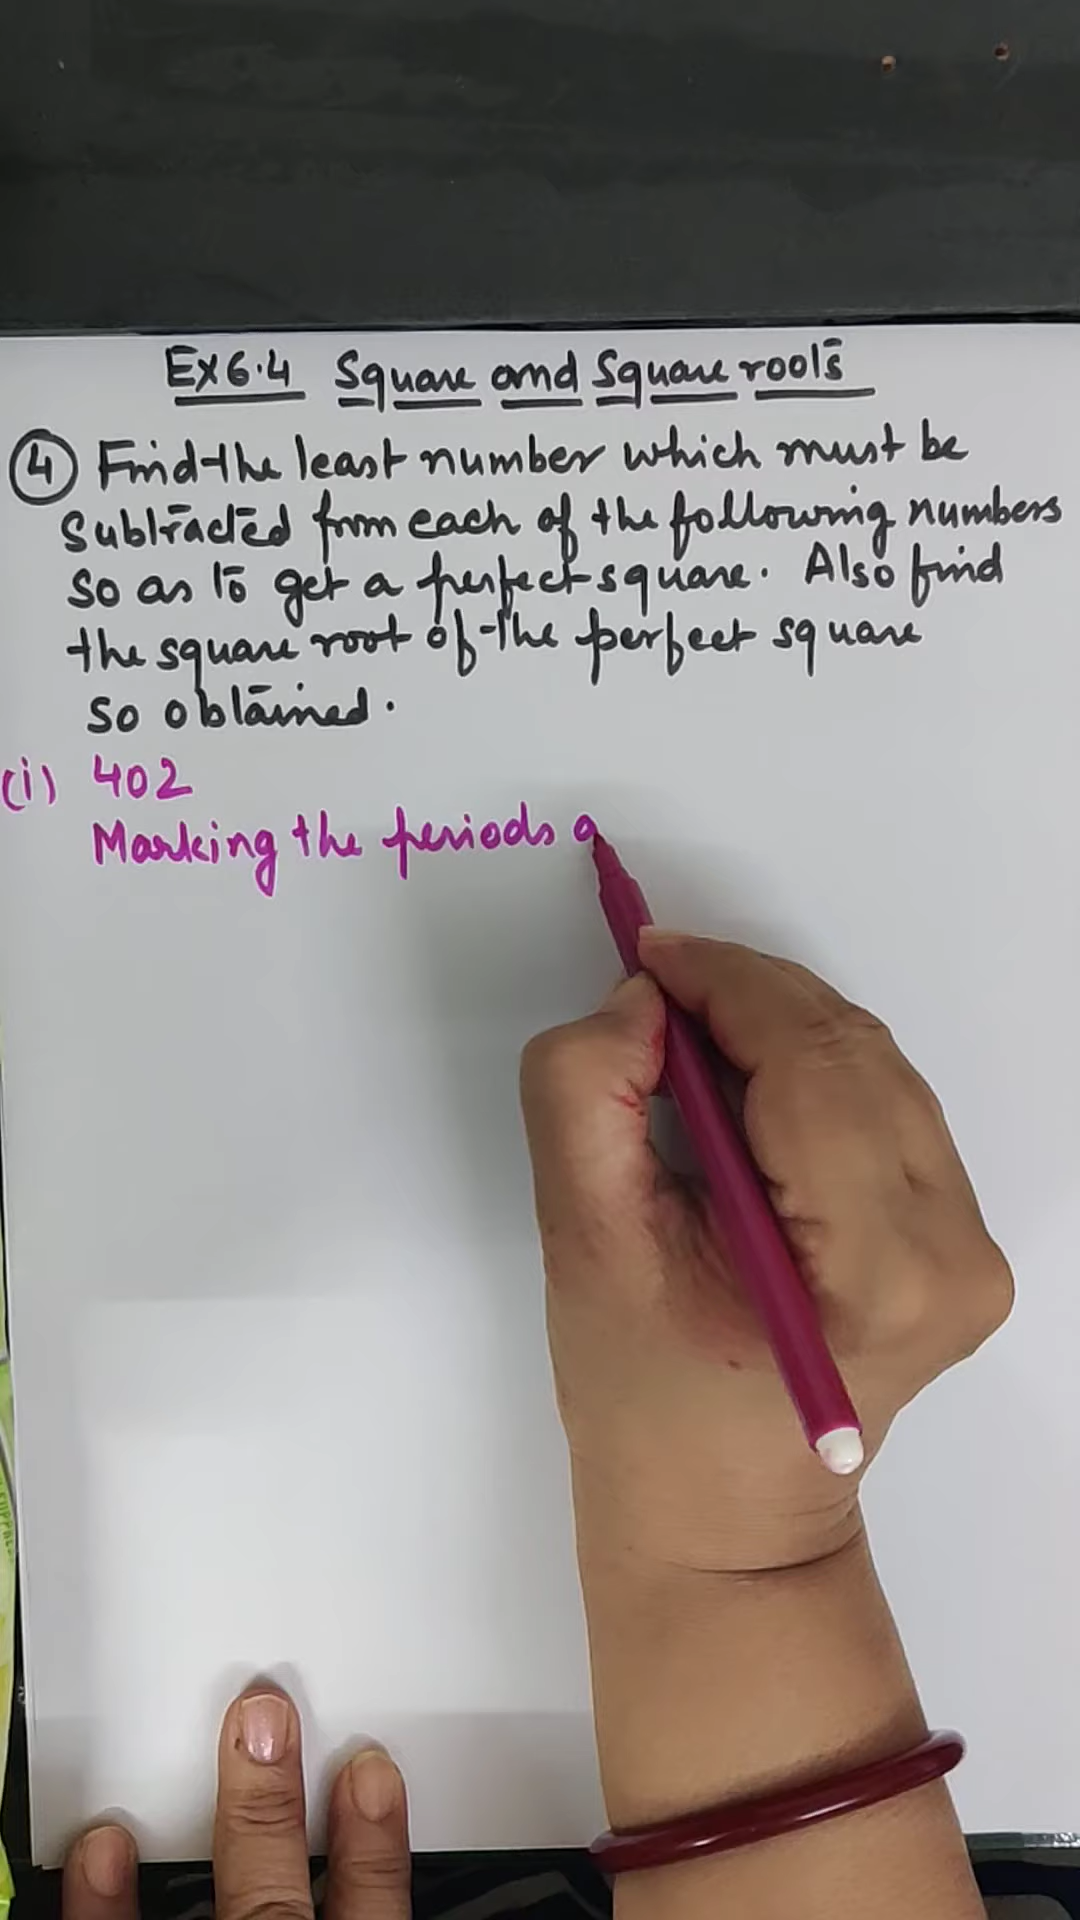 Ex 6.4 Square and Square roots
4 Find the least number which must be
Subtracted from each of the following numbers
so as to get a perfect square. Also find
the square root of the perfect square
so obtained.
(i) 402
Marking the periods a